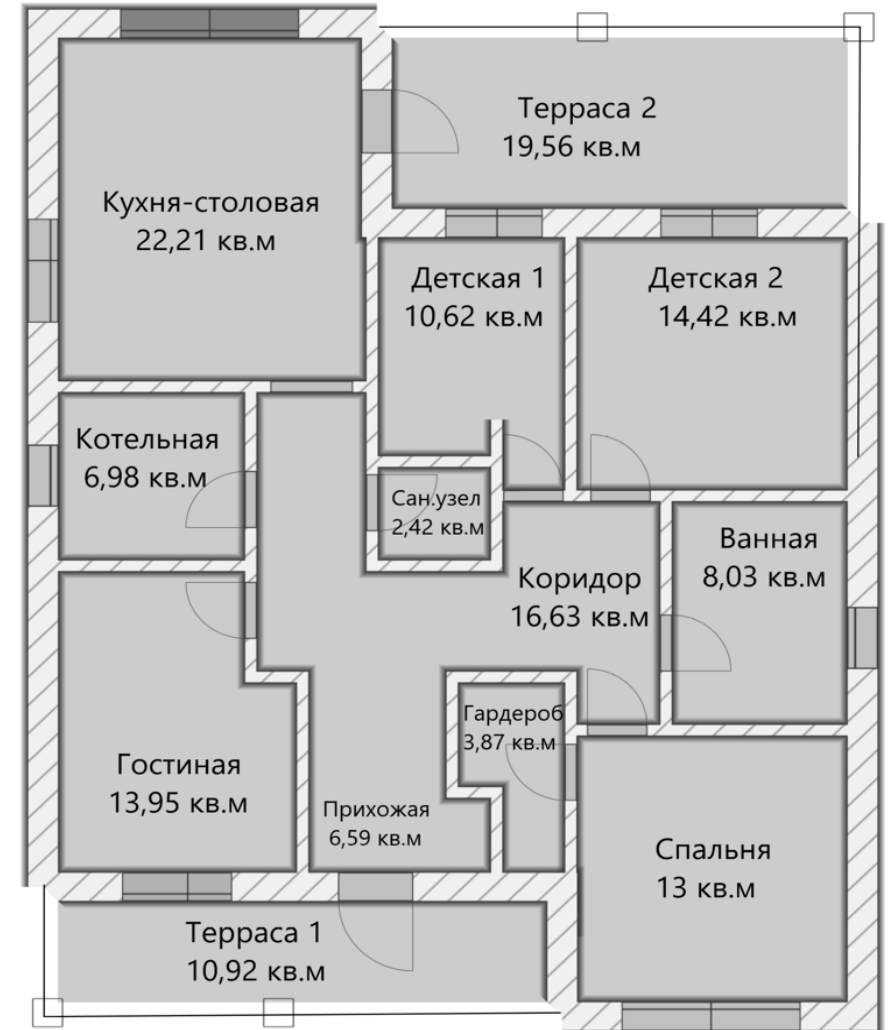 Терраса 2
19,56 кв.м
Кухня-столовая
22,21 кв.м
Детская 1
10,62 кв.м
Детская 2
14,42 кв.м
Котельная
6,98 кв.м
Сан.узел
2,42 кв.м
Ванная
8,03 кв.м
Коридор
16,63 кв.м
Гардероб
3,87 кв.м
Гостиная
13,95 кв.м
Прихожая
6,59 кв.м
Спальня
13 кв.м
Терраса 1
10,92 кв.м